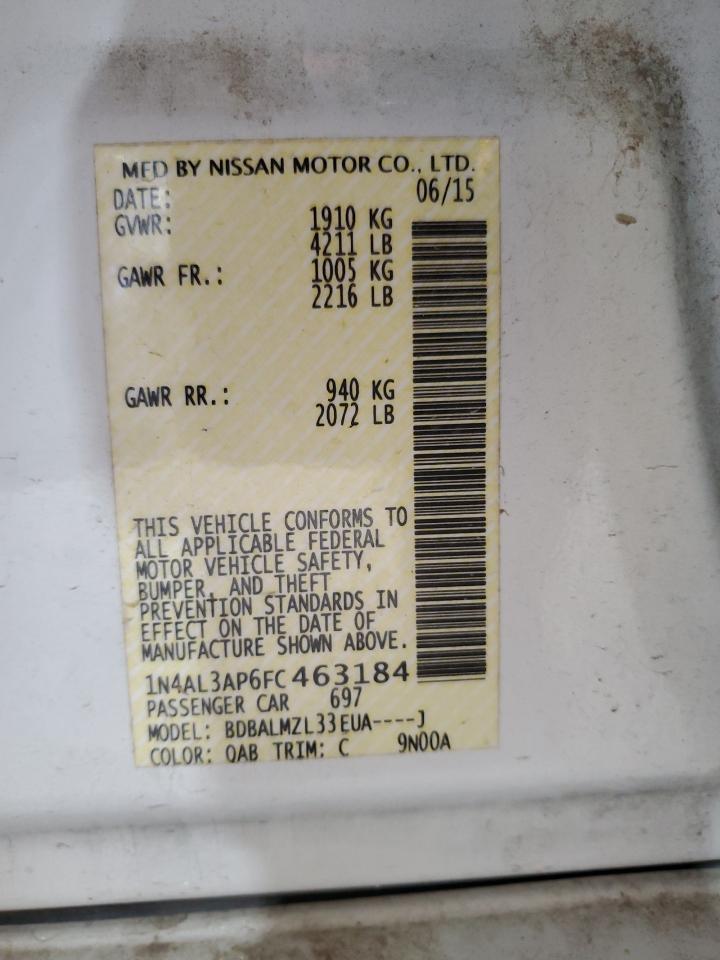 MFD BY NISSAN MOTOR CO., LTD.
DATE: 06/15
GVWR: 1910 KG
4211 LB
GAWR FR.: 1005 KG
2216 LB
GAWR RR.: 940 KG
2072 LB
THIS VEHICLE CONFORMS TO
ALL APPLICABLE FEDERAL
MOTOR VEHICLE SAFETY,
BUMPER, AND THEFT
PREVENTION STANDARDS IN
EFFECT ON THE DATE OF
MANUFACTURE SHOWN ABOVE.
1N4AL3AP6FC463184
PASSENGER CAR 697
MODEL: BDBALMZL33EUA----J
COLOR: QAB TRIM: C 9N00A